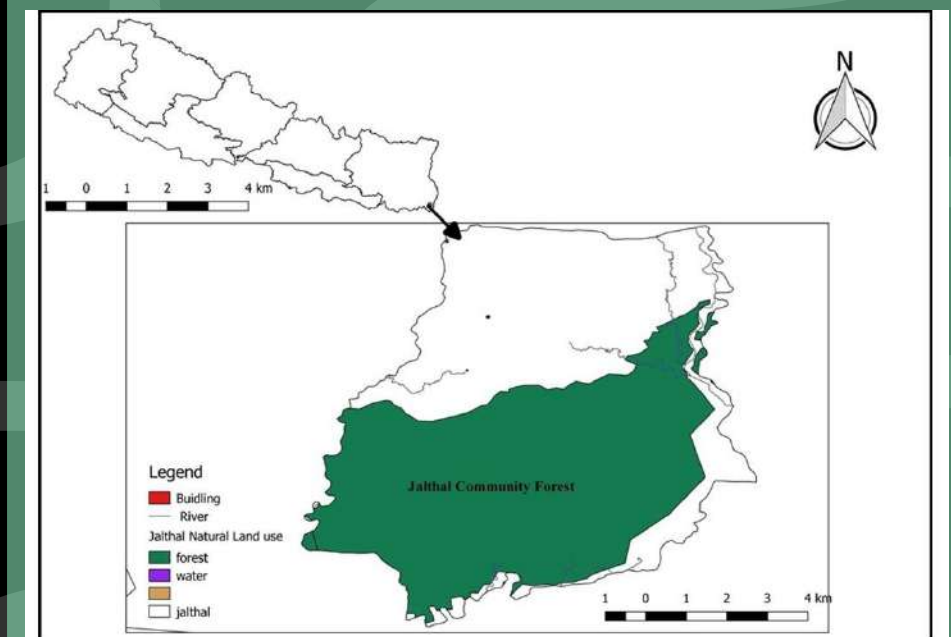 N
1 0 1 2 3 4 km
Jalthal Community Forest
Legend
Buidling
River
Jalthal Natural Land use
forest
water
jalthal
1 0 1 2 3 4 km